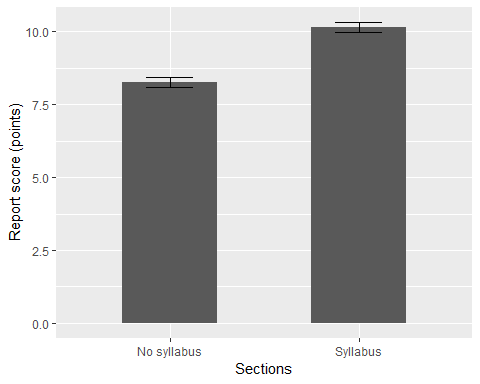 Report score (points)
10.0
7.5
5.0
2.5
0.0
No syllabus
Syllabus
Sections